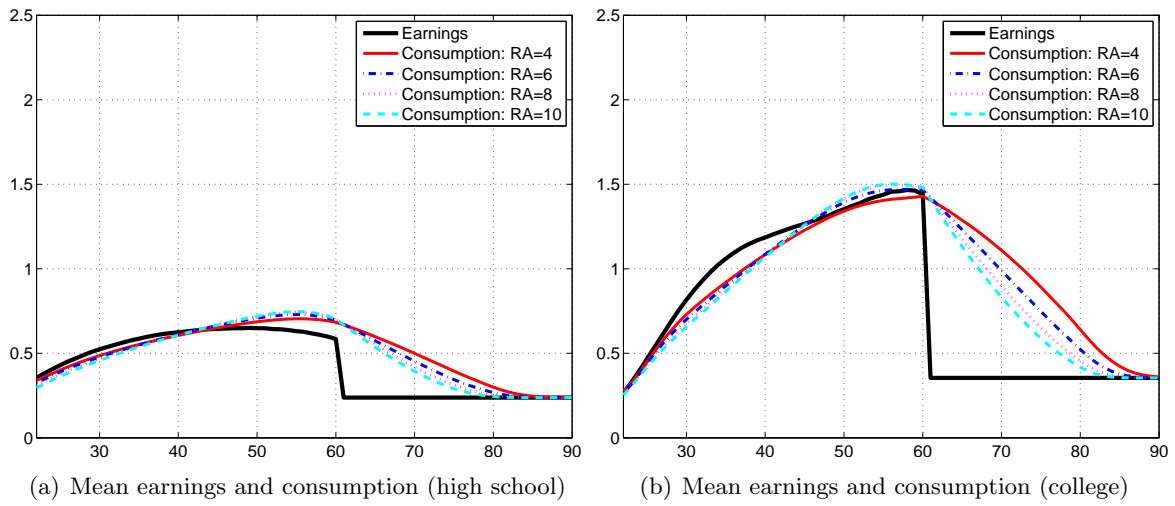 2.5
2
1.5
1
0.5
0
30 40 50 60 70 80 90
Earnings
Consumption: RA=4
Consumption: RA=6
Consumption: RA=8
Consumption: RA=10
(a) Mean earnings and consumption (high school)
2.5
2
1.5
1
0.5
0
30 40 50 60 70 80 90
Earnings
Consumption: RA=4
Consumption: RA=6
Consumption: RA=8
Consumption: RA=10
(b) Mean earnings and consumption (college)